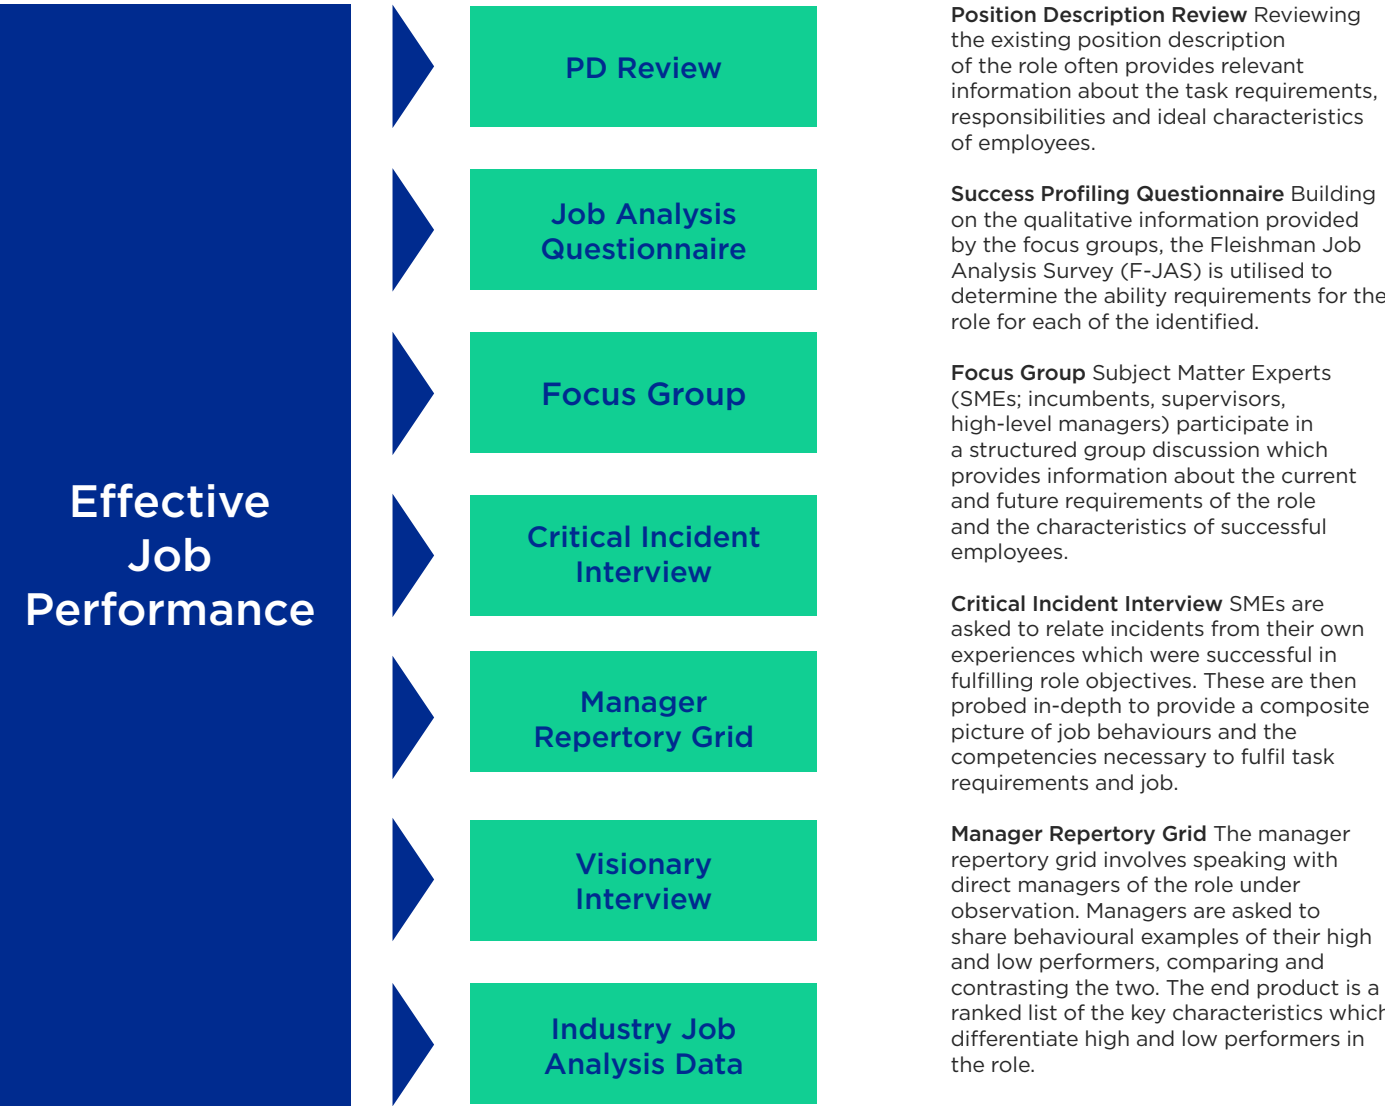 Effective
Job
Performance
PD Review
Job Analysis
Questionnaire
Focus Group
Critical Incident
Interview
Manager
Repertory Grid
Visionary
Interview
Industry Job
Analysis Data
Position Description Review Reviewing
the existing position description
of the role often provides relevant
information about the task requirements,
responsibilities and ideal characteristics
of employees.
Success Profiling Questionnaire Building
on the qualitative information provided
by the focus groups, the Fleishman Job
Analysis Survey (F-JAS) is utilised to
determine the ability requirements for the
role for each of the identified.
Focus Group Subject Matter Experts
(SMEs; incumbents, supervisors,
high-level managers) participate in
a structured group discussion which
provides information about the current
and future requirements of the role
and the characteristics of successful
employees.
Critical Incident Interview SMEs are
asked to relate incidents from their own
experiences which were successful in
fulfilling role objectives. These are then
probed in-depth to provide a composite
picture of job behaviours and the
competencies necessary to fulfil task
requirements and job.
Manager Repertory Grid The manager
repertory grid involves speaking with
direct managers of the role under
observation. Managers are asked to
share behavioural examples of their high
and low performers, comparing and
contrasting the two. The end product is a
ranked list of the key characteristics which
differentiate high and low performers in
the role.